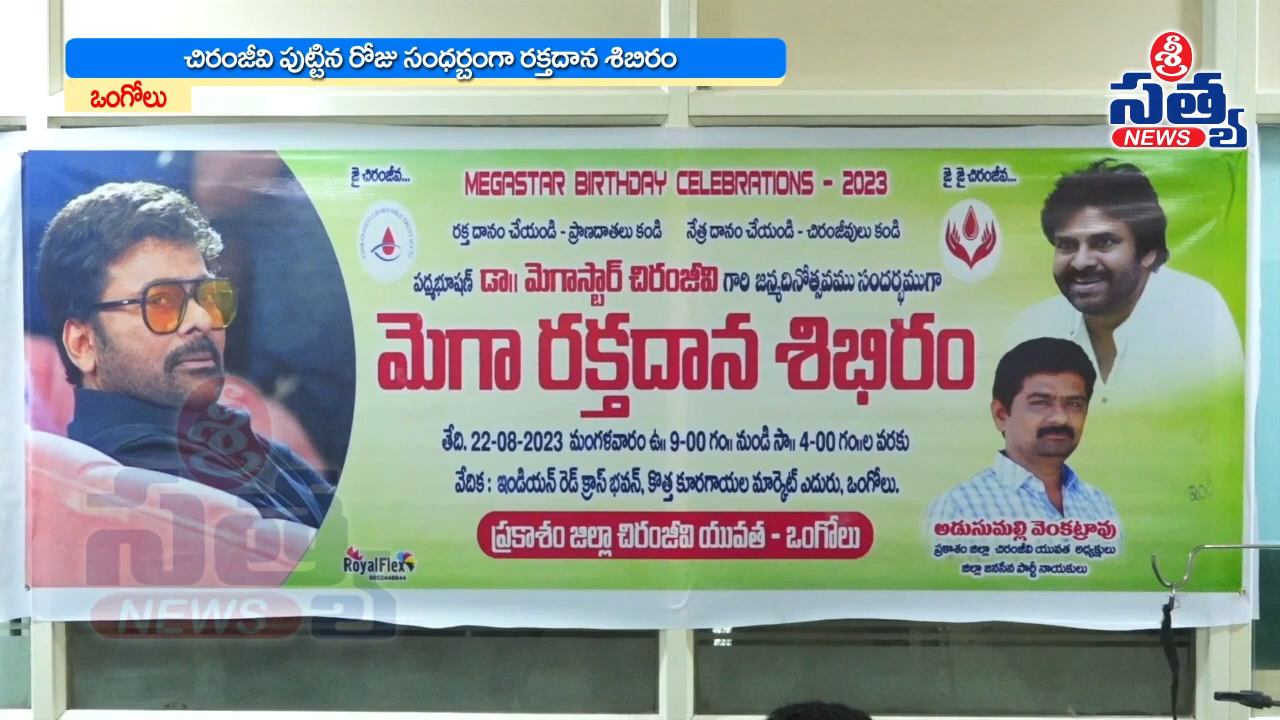 చిరంజీవి పుట్టిన రోజు సంధర్బంగా రక్తదాన శిబిరం
ఒంగోలు
శ్రీ
సత్య
NEWS
జై చిరంజీవ...
MEGASTAR BIRTHDAY CELEBRATIONS - 2023
జై జై చిరంజీవ...
రక్త దానం చేయండి - ప్రాణదాతలు కండి నేత్ర దానం చేయండి - చిరంజీవులు కండి
పద్మభూషణ్ డా॥ మెగాస్టార్ చిరంజీవి గారి జన్మదినోత్సవము సందర్భముగా
మెగా రక్తదాన శిభిరం
తేది. 22-08-2023 మంగళవారం ఉ॥ 9-00 గం॥ నుండి సా॥ 4-00 గం॥ల వరకు
వేదిక : ఇండియన్ రెడ్ క్రాస్ భవన్, కొత్త కూరగాయల మార్కెట్ ఎదురు, ఒంగోలు.
ప్రకాశం జిల్లా చిరంజీవి యువత - ఒంగోలు
అడుసుమల్లి వెంకట్రావు
ప్రకాశం జిల్లా చిరంజీవి యువత అధ్యక్షులు
జిల్లా జనసేన పార్టీ నాయకులు
RoyalFlex
శ్రీ
సత్య
NEWS